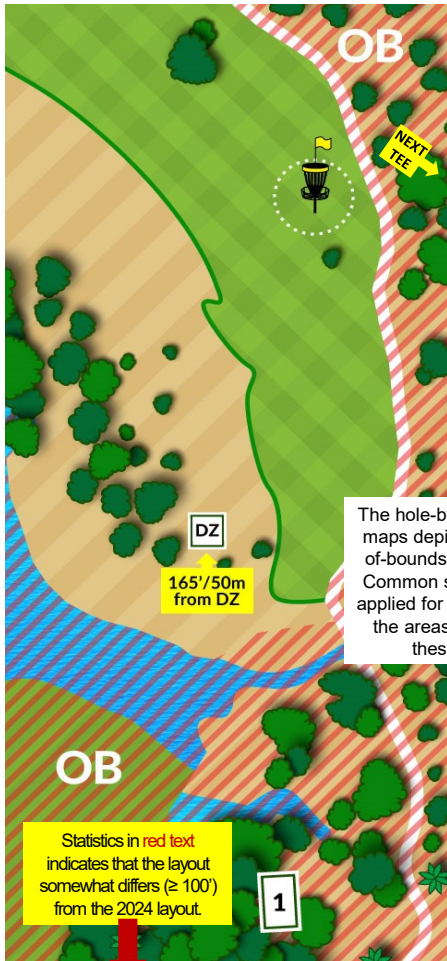 OB
NEXT
TEE
DZ
165'/50m
from DZ
The hole-b
maps depi
of-bounds
Common s
applied for
the areas
thes
OB
Statistics in red text
indicates that the layout
somewhat differs (≥ 100')
from the 2024 layout.
1